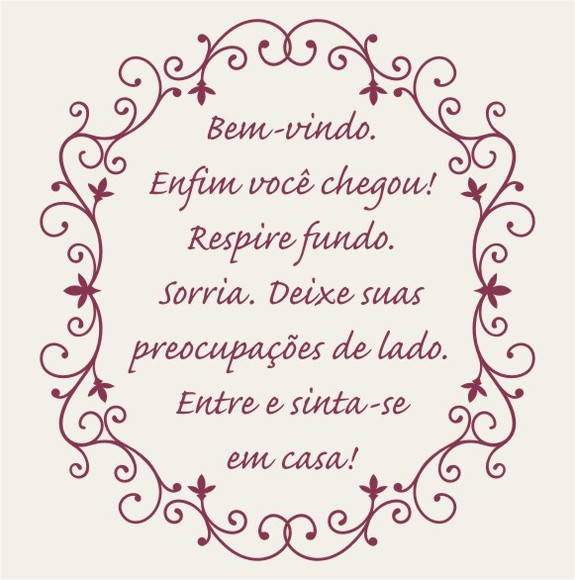 Bem-vindo.
Enfim você chegou!
Respire fundo.
Sorria. Deixe suas
preocupações de lado.
Entre e sinta-se
em casa!